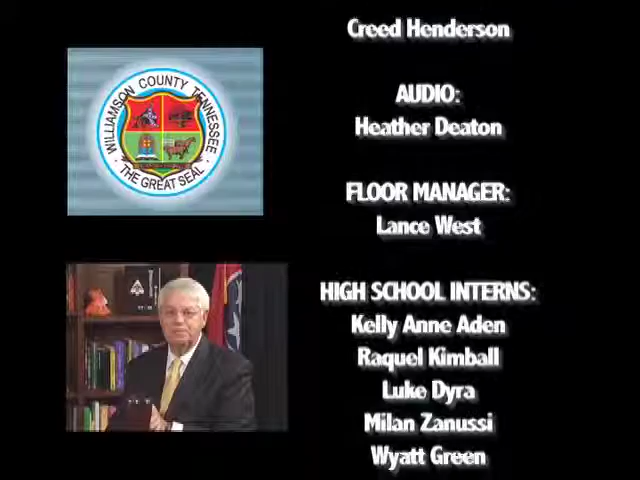 WILLIAMSON COUNTY TENNESSEE
THE GREAT SEAL
Creed Henderson
AUDIO:
Heather Deaton
FLOOR MANAGER:
Lance West
HIGH SCHOOL INTERNS:
Kelly Anne Aden
Raquel Kimball
Luke Dyra
Milan Zanussi
Wyatt Green